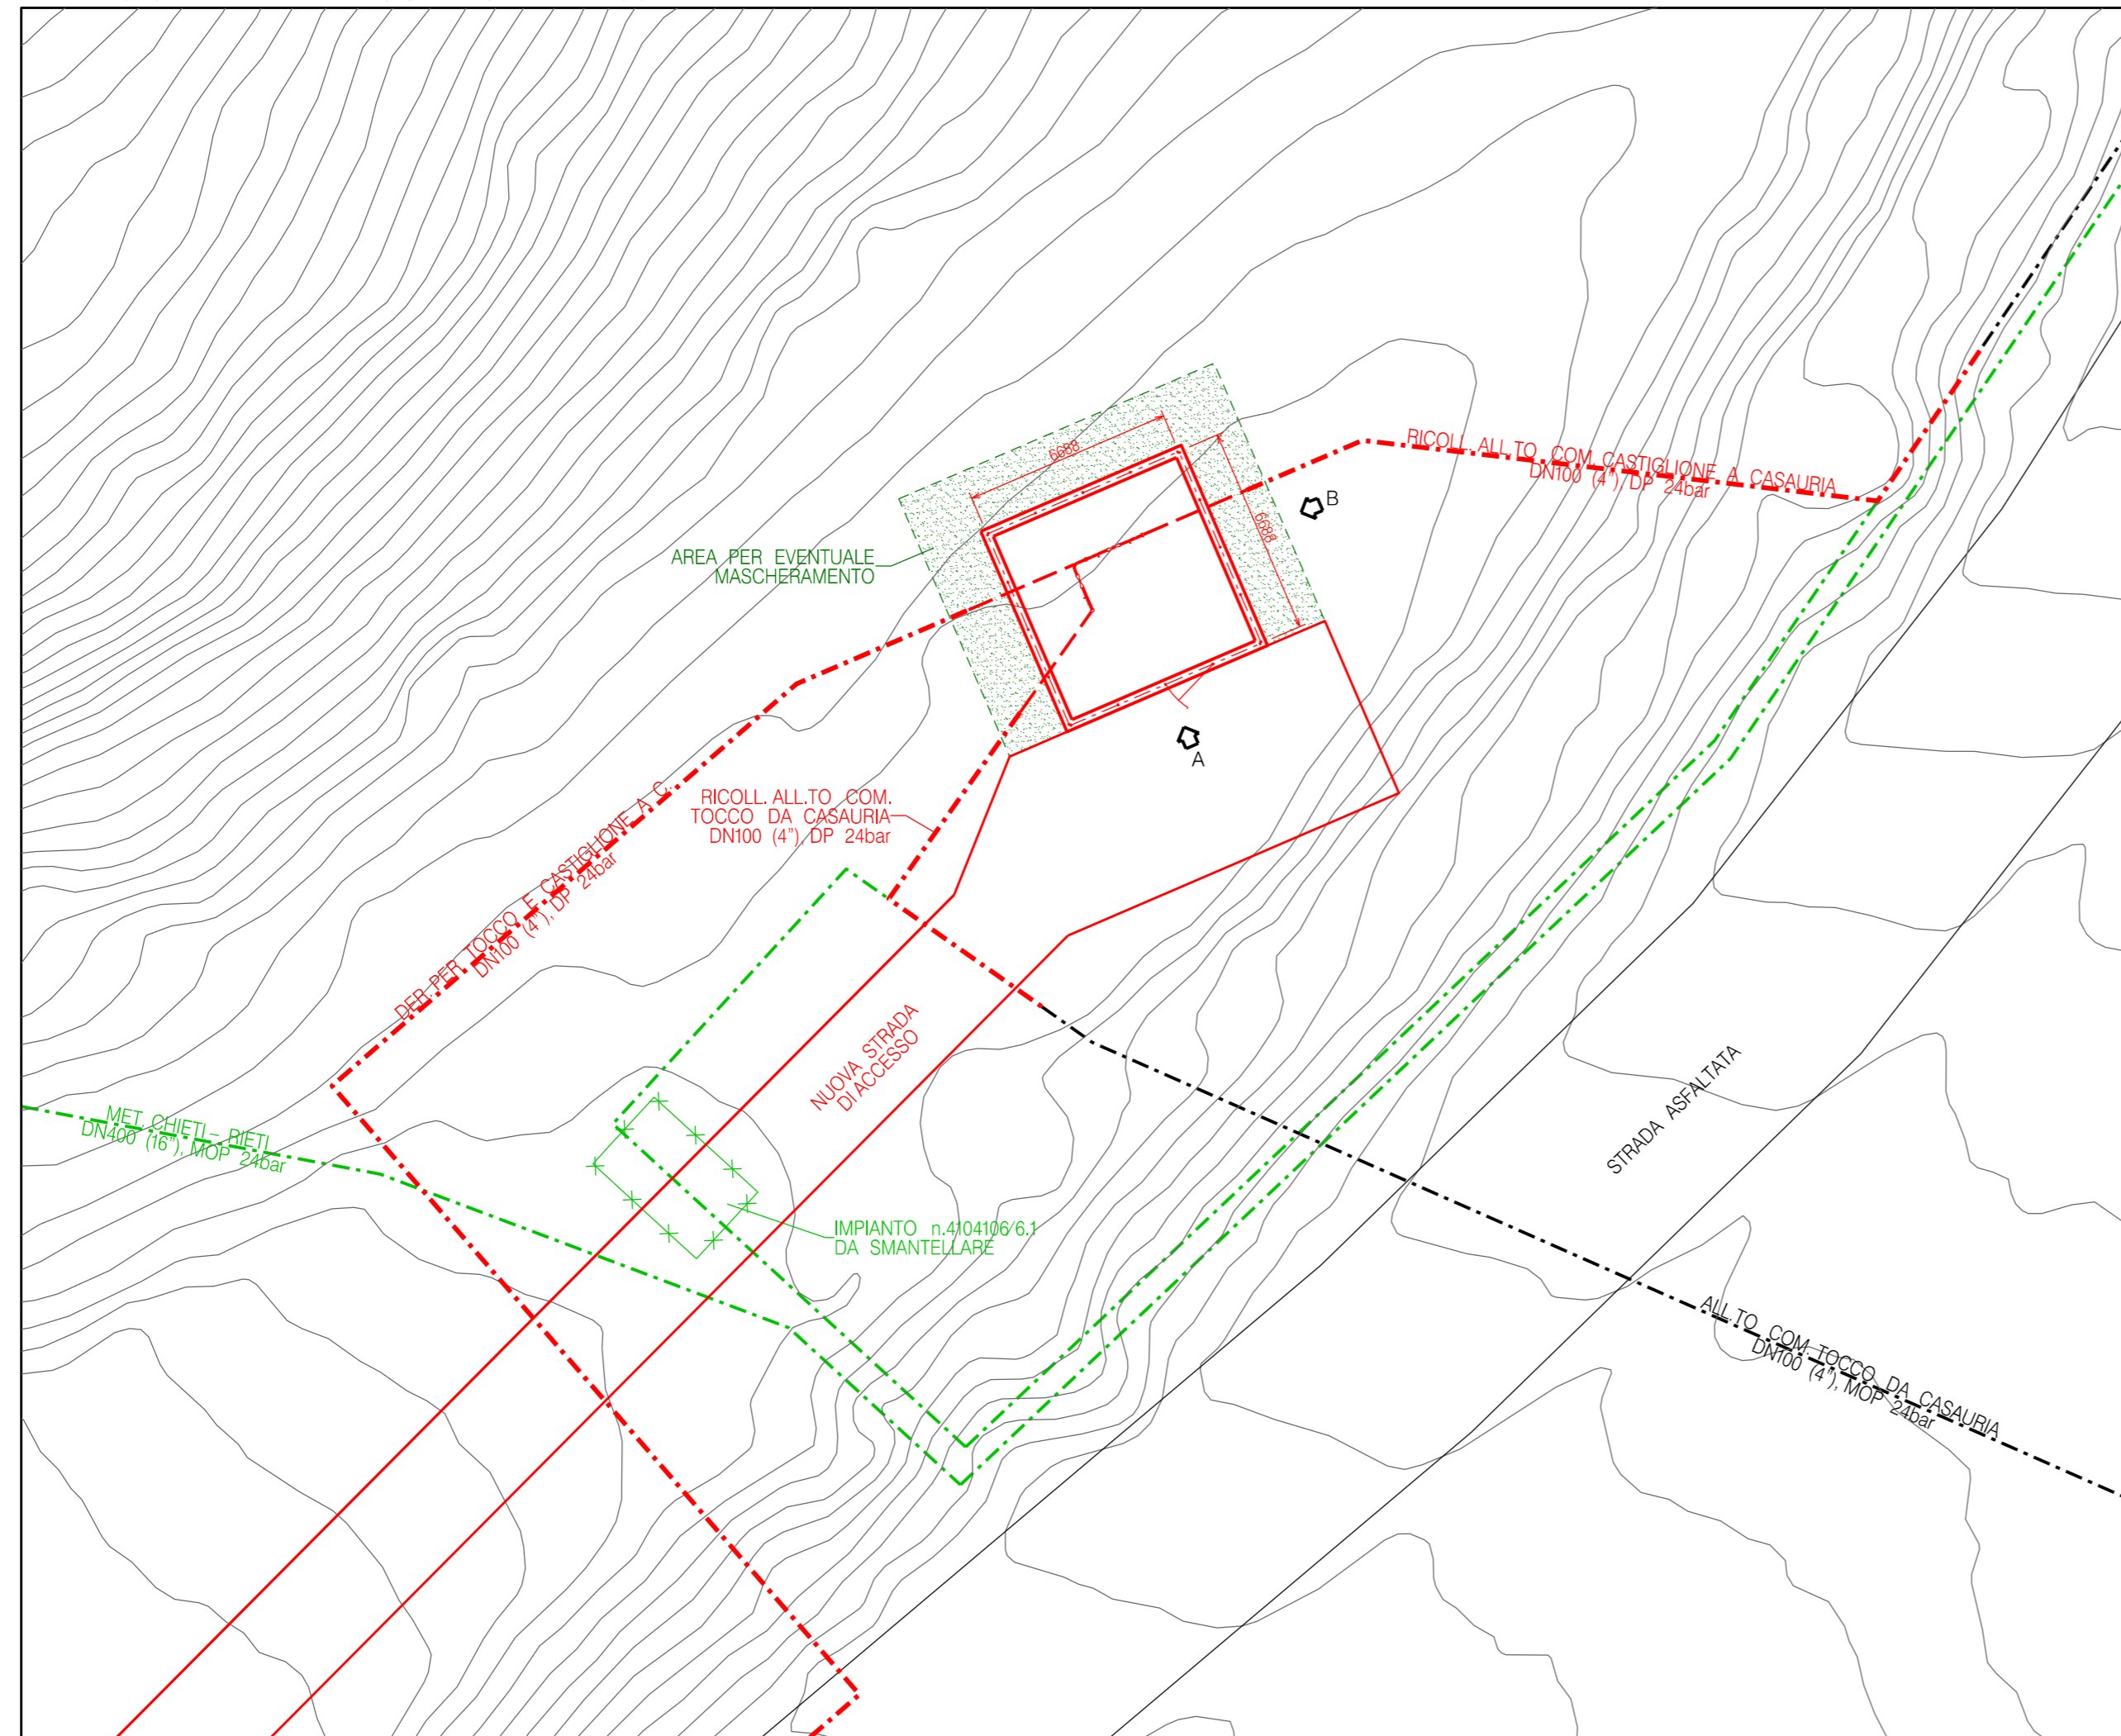 6688
RICOLL. ALL.TO COM. CASTIGLIONE A CASAURIA
DN100 (4"), DP 24bar
B
6688
AREA PER EVENTUALE
MASCHERAMENTO
A
RICOLL. ALL.TO COM.
TOCCO DA CASAURIA
DN100 (4"), DP 24bar
DER. PER TOCCO E CASTIGLIONE A C.
DN100 (4"), DP 24bar
NUOVA STRADA
DI ACCESSO
STRADA ASFALTATA
MET. CHIETI - RIETI
DN400 (16"), MOP 24bar
IMPIANTO n.4104106/6.1
DA SMANTELLARE
ALL.TO COM. TOCCO DA CASAURIA
DN100 (4"), MOP 24bar